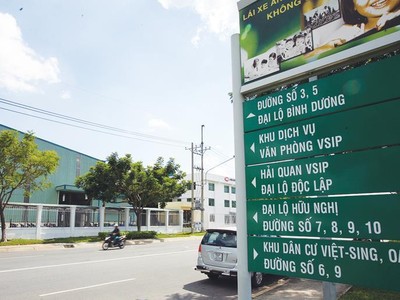 LÁI XE AN
KHÔNG
ĐƯỜNG SỐ 3, 5
ĐẠI LỘ BÌNH DƯƠNG
KHU DỊCH VỤ
VĂN PHÒNG VSIP
HẢI QUAN VSIP
ĐẠI LỘ ĐỘC LẬP
ĐẠI LỘ HỮU NGHỊ
ĐƯỜNG SỐ 7, 8, 9, 10
KHU DÂN CƯ VIỆT-SING,
ĐƯỜNG SỐ 6, 9